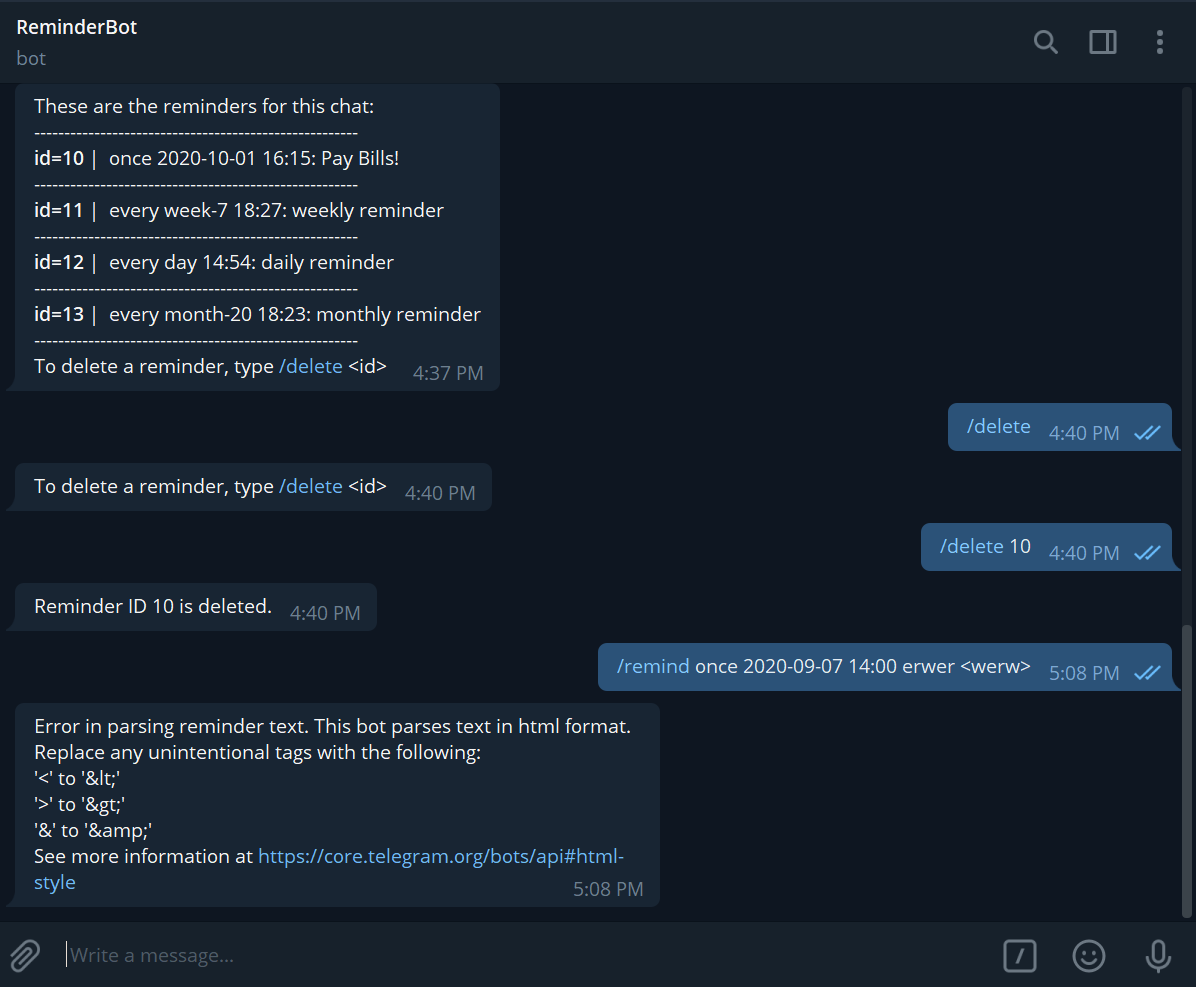 ReminderBot
bot
These are the reminders for this chat:
------------------------------------------------------
id=10 | once 2020-10-01 16:15: Pay Bills!
------------------------------------------------------
id=11 | every week-7 18:27: weekly reminder
------------------------------------------------------
id=12 | every day 14:54: daily reminder
------------------------------------------------------
id=13 | every month-20 18:23: monthly reminder
------------------------------------------------------
To delete a reminder, type /delete <id> 4:37 PM
/delete 4:40 PM
To delete a reminder, type /delete <id> 4:40 PM
/delete 10 4:40 PM
Reminder ID 10 is deleted. 4:40 PM
/remind once 2020-09-07 14:00 erwer <werw> 5:08 PM
Error in parsing reminder text. This bot parses text in html format.
Replace any unintentional tags with the following:
'<' to '&lt;'
'>' to '&gt;'
'&' to '&amp;'
See more information at https://core.telegram.org/bots/api#html-
style 5:08 PM
Write a message...